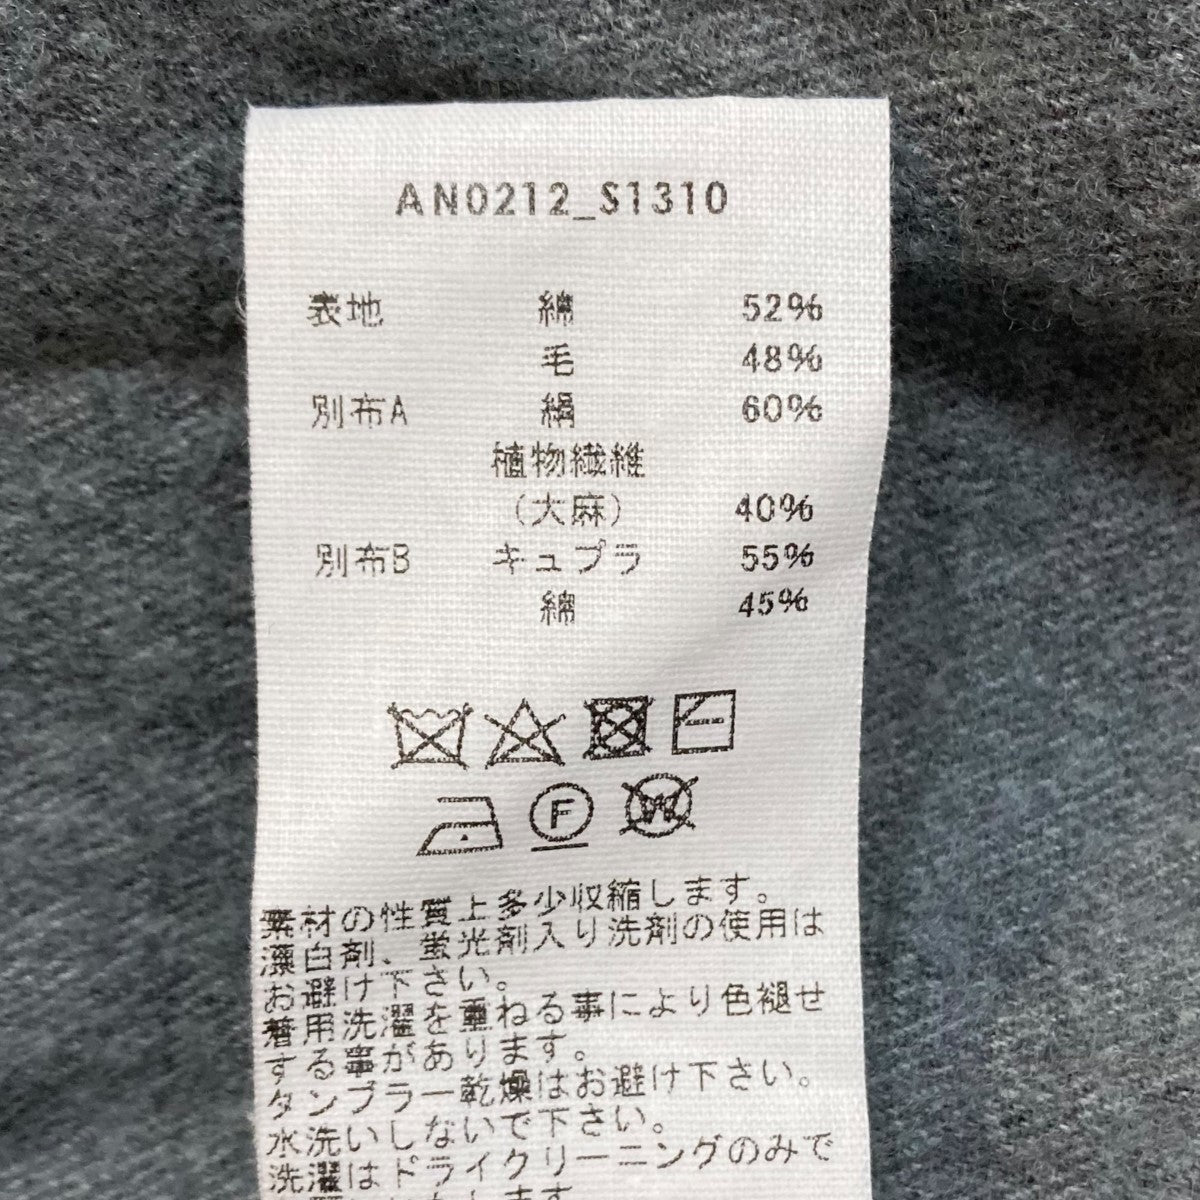 AN0212_S1310
表地 綿 52%
毛 48%
別布A 絹 60%
植物繊維
(大麻) 40%
別布B キュプラ 55%
綿 45%
F
W
素材の性質上多少収縮します。
漂白剤、蛍光剤入り洗剤の使用は
お避け下さい。
着用洗濯を重ねる事により色褪せ
する事があります。
タンブラー乾燥はお避け下さい。
水洗いしないで下さい。
洗濯はドライクリーニングのみで